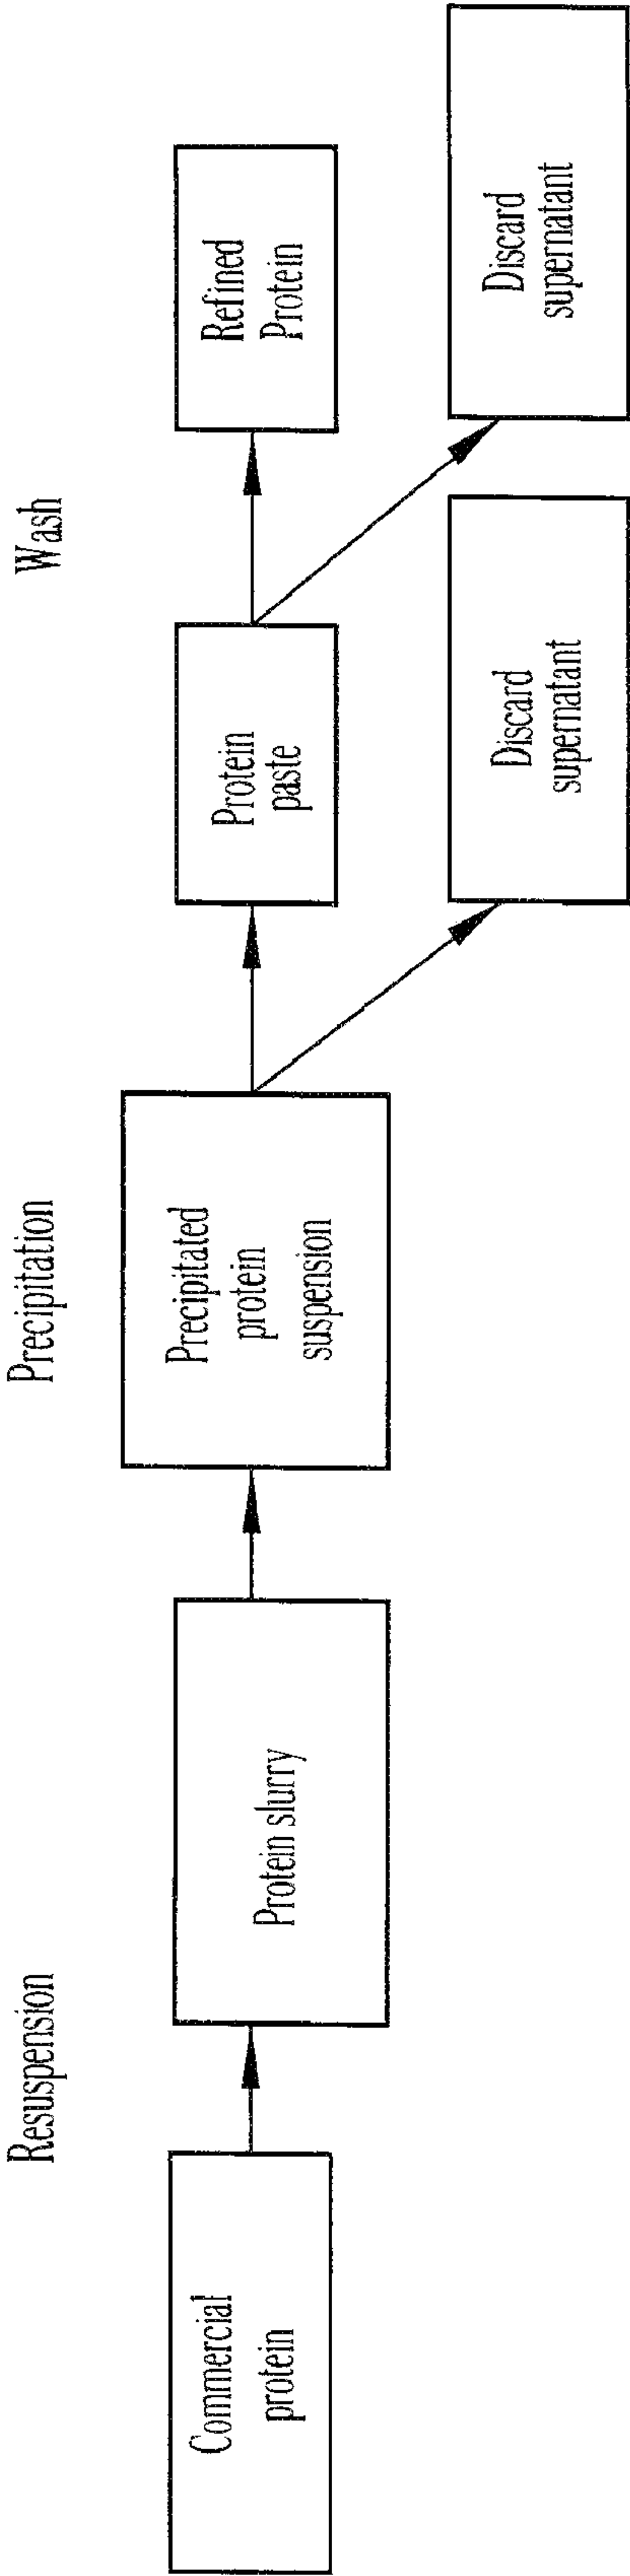 Resuspension
Precipitation
Wash
Commercial
protein
Protein slurry
Precipitated
protein
suspension
Protein
paste
Refined
Protein
Discard
supernatant
Discard
supernatant